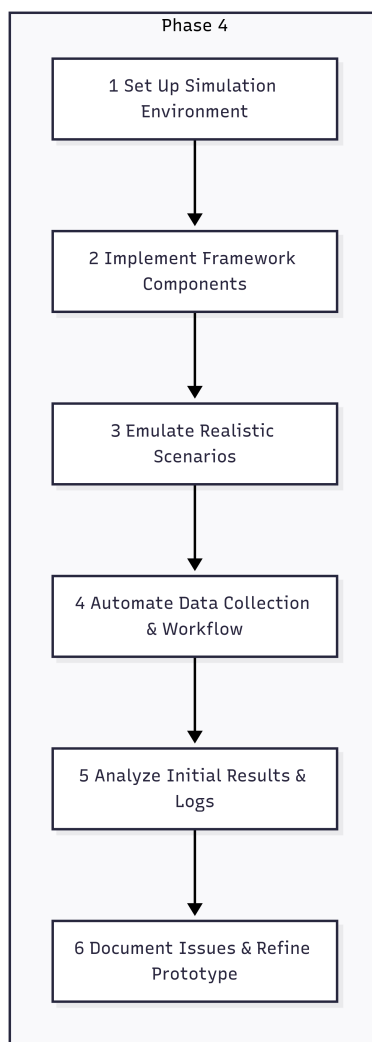 Phase 4
1 Set Up Simulation
Environment
2 Implement Framework
Components
3 Emulate Realistic
Scenarios
4 Automate Data Collection
& Workflow
5 Analyze Initial Results &
Logs
6 Document Issues & Refine
Prototype